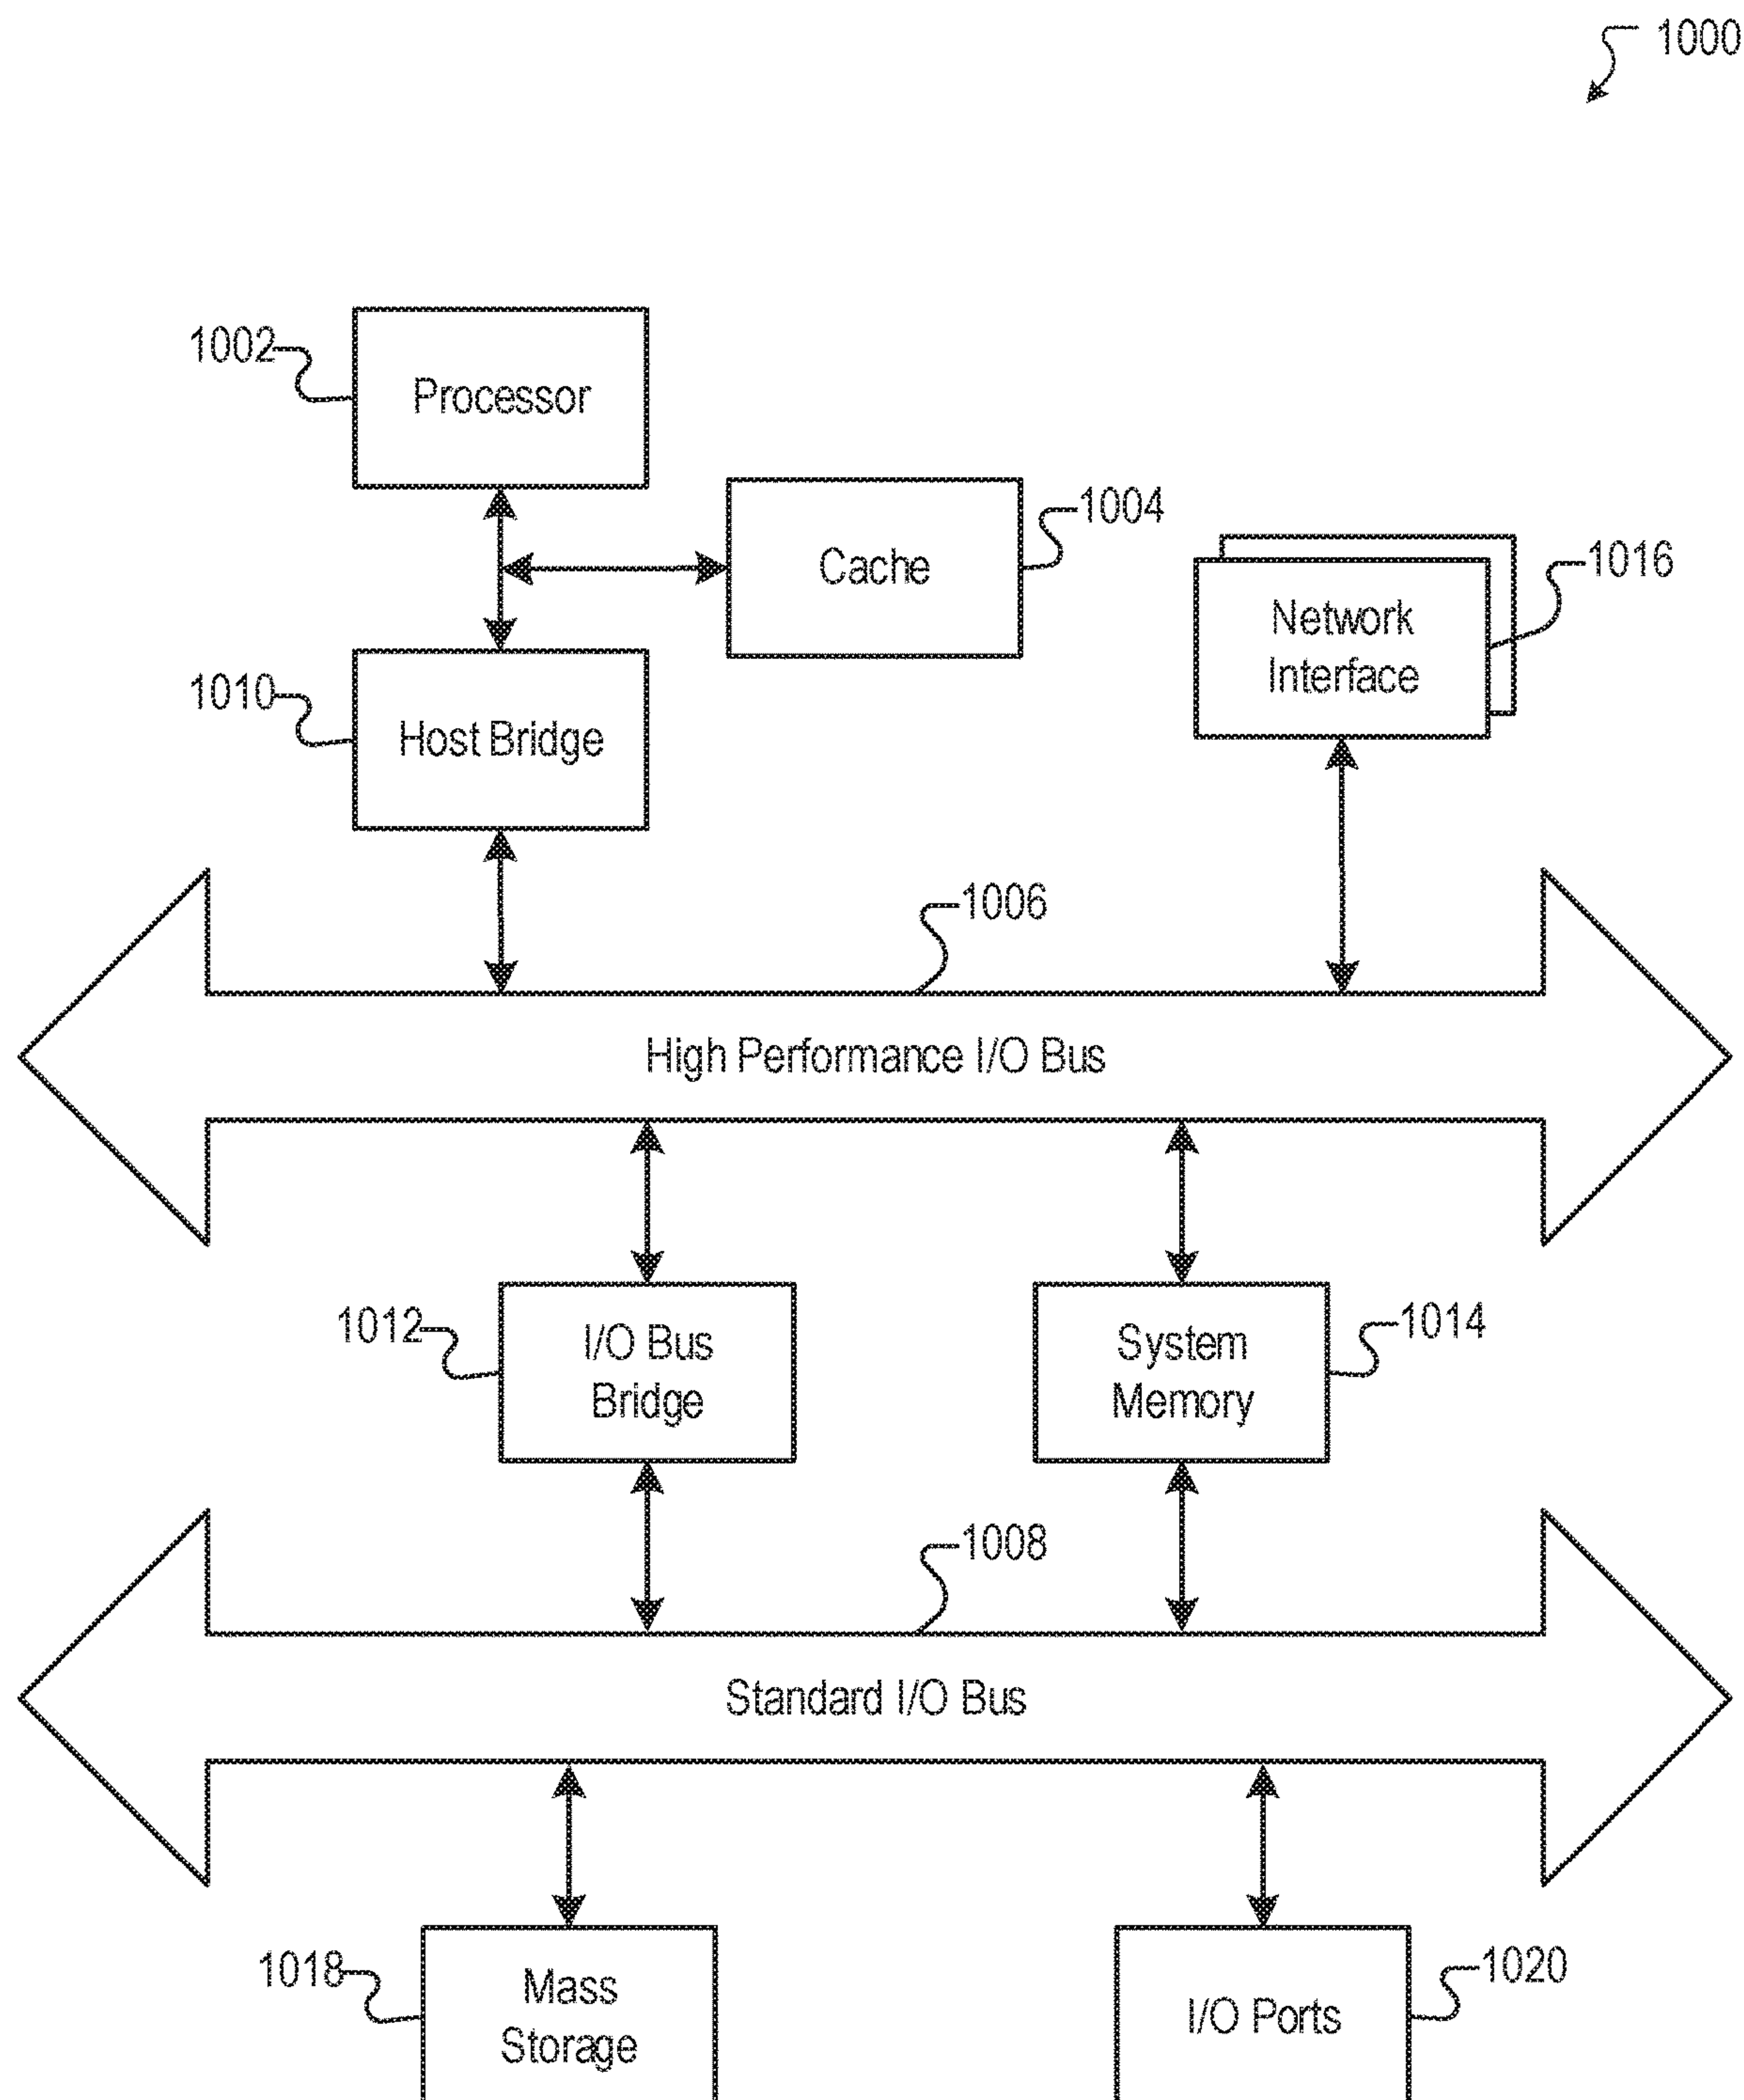 1000
1002
Processor
1004
Cache
1016
Network
Interface
1010
Host Bridge
1006
High Performance I/O Bus
1012
I/O Bus
Bridge
System
Memory
1014
1008
Standard I/O Bus
1018
Mass
Storage
I/O Ports
1020